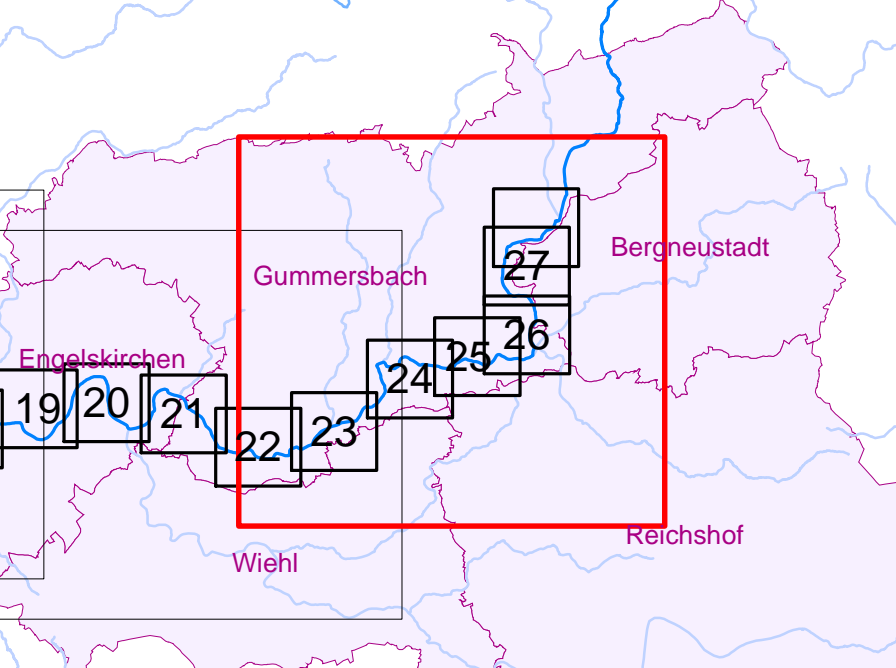 Bergneustadt
Gummersbach
27
26
Engelskirchen
25
24
19
20
21
23
22
Reichshof
Wiehl